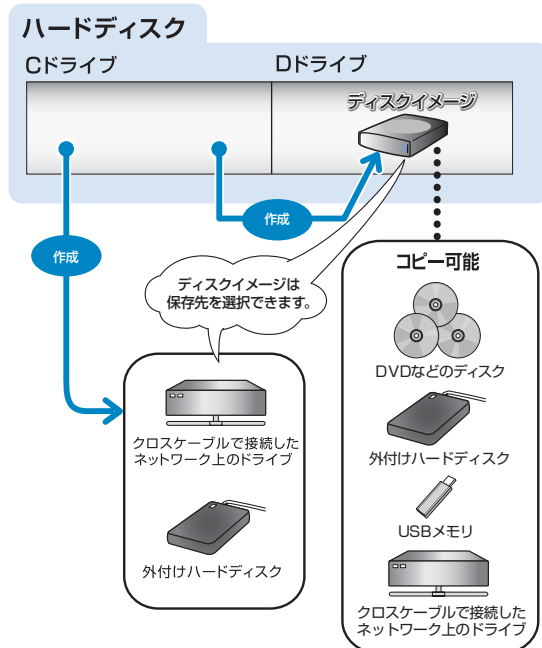 ハードディスク
Cドライブ
Dドライブ
ディスクイメージ
作成
作成
ディスクイメージは
保存先を選択できます。
クロスケーブルで接続した
ネットワーク上のドライブ
外付けハードディスク
コピー可能
DVDなどのディスク
外付けハードディスク
USBメモリ
クロスケーブルで接続した
ネットワーク上のドライブ